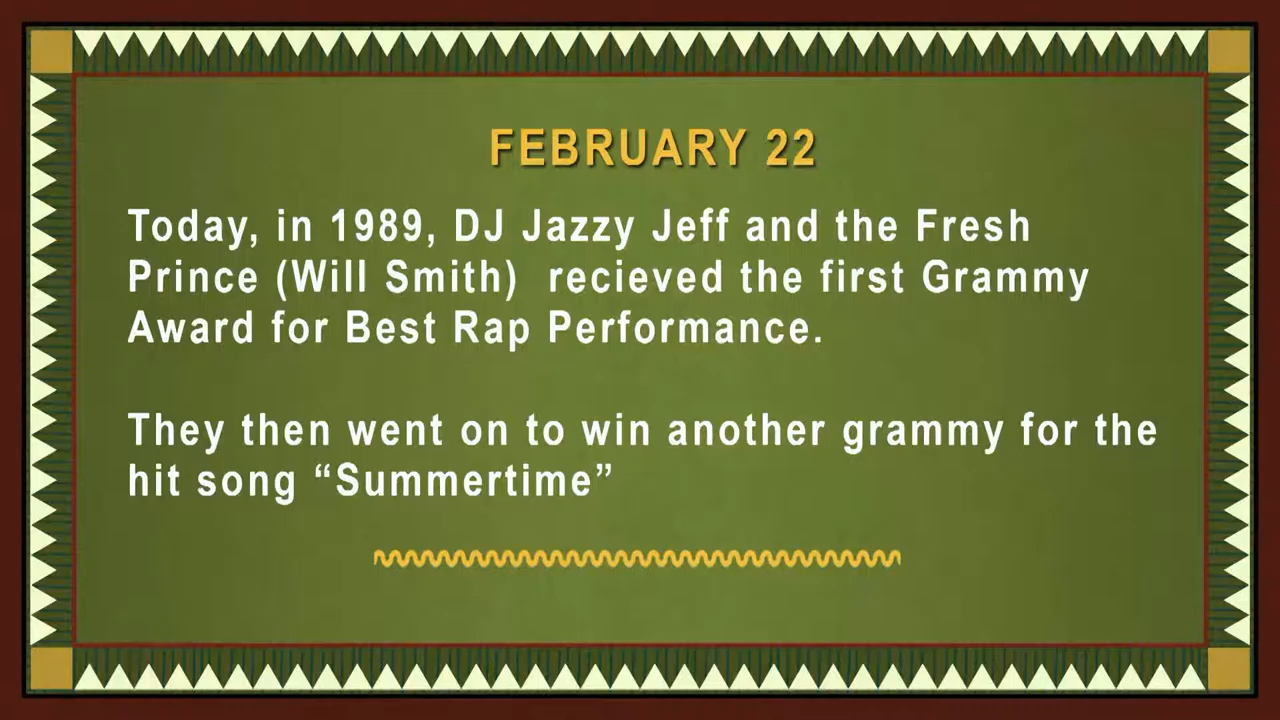 FEBRUARY 22
Today, in 1989, DJ Jazzy Jeff and the Fresh
Prince (Will Smith)  recieved the first Grammy
Award for Best Rap Performance.
They then went on to win another grammy for the
hit song “Summertime”